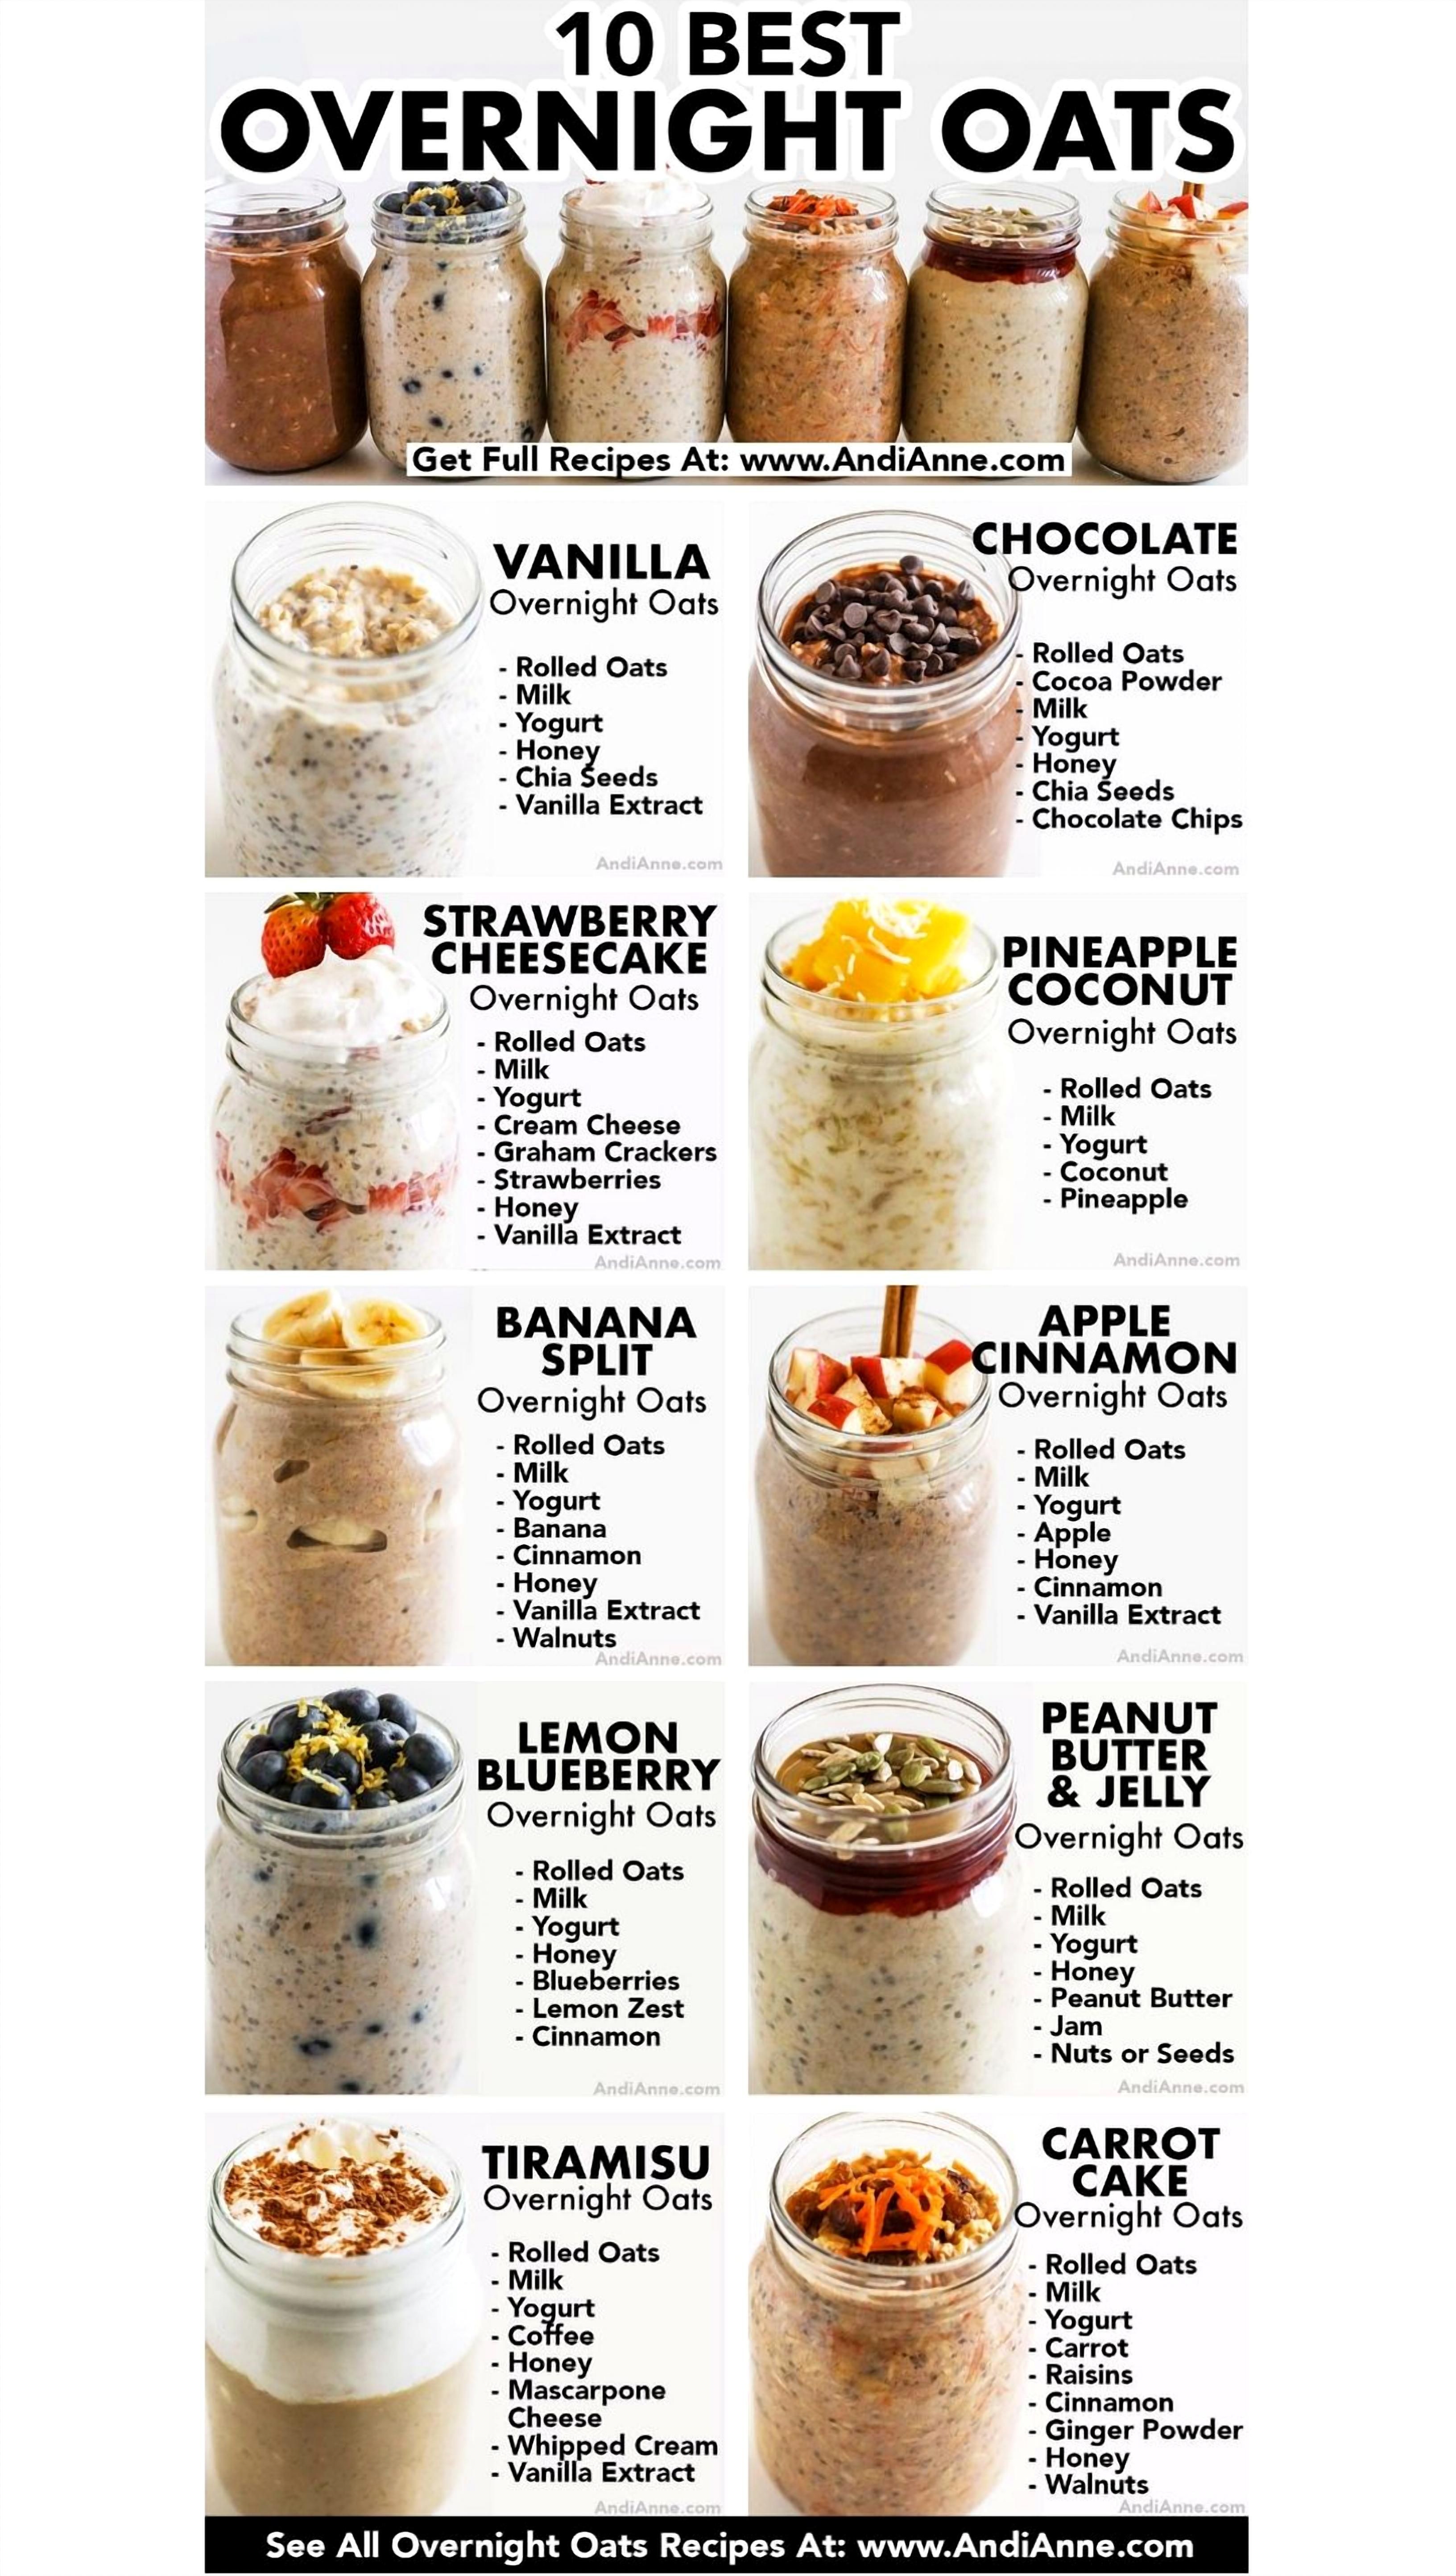 10 BEST
OVERNIGHT OATS
Get Full Recipes At: www.AndiAnne.com
VANILLA
Overnight Oats
- Rolled Oats
- Milk
- Yogurt
- Honey
- Chia Seeds
- Vanilla Extract
AndiAnne.com
CHOCOLATE
Overnight Oats
- Rolled Oats
- Cocoa Powder
- Milk
- Yogurt
- Honey
- Chia Seeds
- Chocolate Chips
AndiAnne.com
STRAWBERRY
CHEESECAKE
Overnight Oats
- Rolled Oats
- Milk
- Yogurt
- Cream Cheese
- Graham Crackers
- Strawberries
- Honey
- Vanilla Extract
AndiAnne.com
PINEAPPLE
COCONUT
Overnight Oats
- Rolled Oats
- Milk
- Yogurt
- Coconut
- Pineapple
AndiAnne.com
BANANA
SPLIT
Overnight Oats
- Rolled Oats
- Milk
- Yogurt
- Banana
- Cinnamon
- Honey
- Vanilla Extract
- Walnuts
AndiAnne.com
APPLE
CINNAMON
Overnight Oats
- Rolled Oats
- Milk
- Yogurt
- Apple
- Honey
- Cinnamon
- Vanilla Extract
AndiAnne.com
LEMON
BLUEBERRY
Overnight Oats
- Rolled Oats
- Milk
- Yogurt
- Honey
- Blueberries
- Lemon Zest
- Cinnamon
AndiAnne.com
PEANUT
BUTTER
& JELLY
Overnight Oats
- Rolled Oats
- Milk
- Yogurt
- Honey
- Peanut Butter
- Jam
- Nuts or Seeds
AndiAnne.com
TIRAMISU
Overnight Oats
- Rolled Oats
- Milk
- Yogurt
- Coffee
- Honey
- Mascarpone
Cheese
- Whipped Cream
- Vanilla Extract
AndiAnne.com
CARROT
CAKE
Overnight Oats
- Rolled Oats
- Milk
- Yogurt
- Carrot
- Raisins
- Cinnamon
- Ginger Powder
- Honey
- Walnuts
AndiAnne.com
See All Overnight Oats Recipes At: www.AndiAnne.com